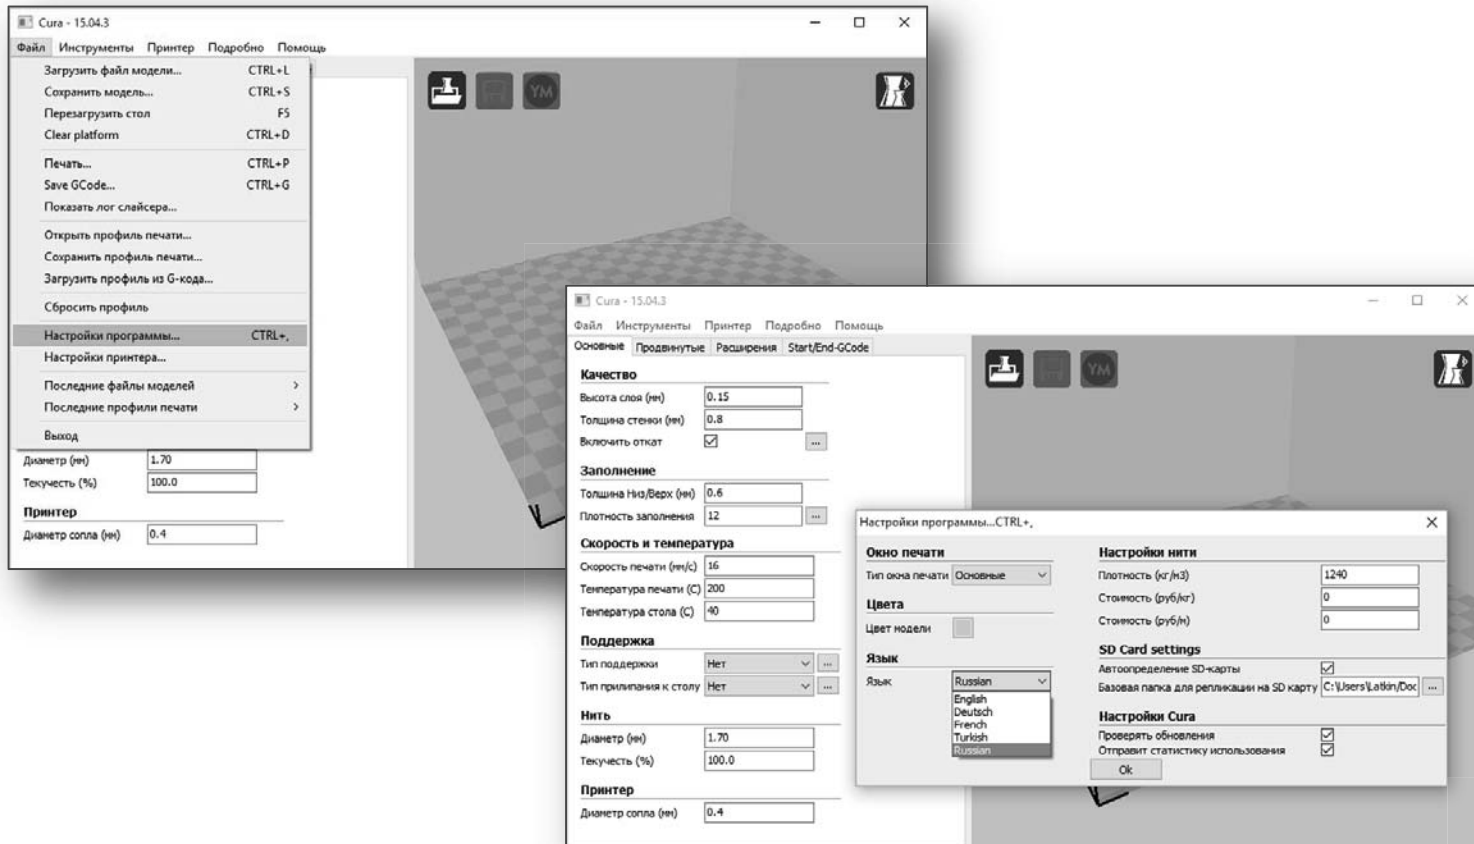 Cura - 15.04.3
Файл Инструменты Принтер Подробно Помощь
Загрузить файл модели... CTRL+L
Сохранить модель... CTRL+S
Перезагрузить стол F5
Clear platform CTRL+D
Печать... CTRL+P
Save GCode... CTRL+G
Показать лог слайсера...
Открыть профиль печати...
Сохранить профиль печати...
Загрузить профиль из G-кода...
Сбросить профиль
Настройки программы... CTRL+,
Настройки принтера...
Последние файлы моделей
Последние профили печати
Выход
Диаметр (мм) 1.70
Текучесть (%) 100.0
Принтер
Диаметр сопла (мм) 0.4
YM
Cura - 15.04.3
Файл Инструменты Принтер Подробно Помощь
Основные Продвинутые Расширения Start/End-GCode
Качество
Высота слоя (мм) 0.15
Толщина стенки (мм) 0.8
Включить откат ...
Заполнение
Толщина Низ/Верх (мм) 0.6
Плотность заполнения 12 ...
Скорость и температура
Скорость печати (мм/с) 16
Температура печати (C) 200
Температура стола (C) 40
Поддержка
Тип поддержки Нет ...
Тип прилипания к столу Нет ...
Нить
Диаметр (мм) 1.70
Текучесть (%) 100.0
Принтер
Диаметр сопла (мм) 0.4
YM
Настройки программы...CTRL+,
Окно печати
Тип окна печати Основные
Цвета
Цвет модели
Язык
Язык Russian
English
Deutsch
French
Turkish
Russian
Настройки нити
Плотность (кг/м3) 1240
Стоимость (руб/кг) 0
Стоимость (руб/м) 0
SD Card settings
Автоопределение SD-карты
Базовая папка для репликации на SD карту C:\Users\Latkin/Doc ...
Настройки Cura
Проверять обновления
Отправит статистику использования
Ok